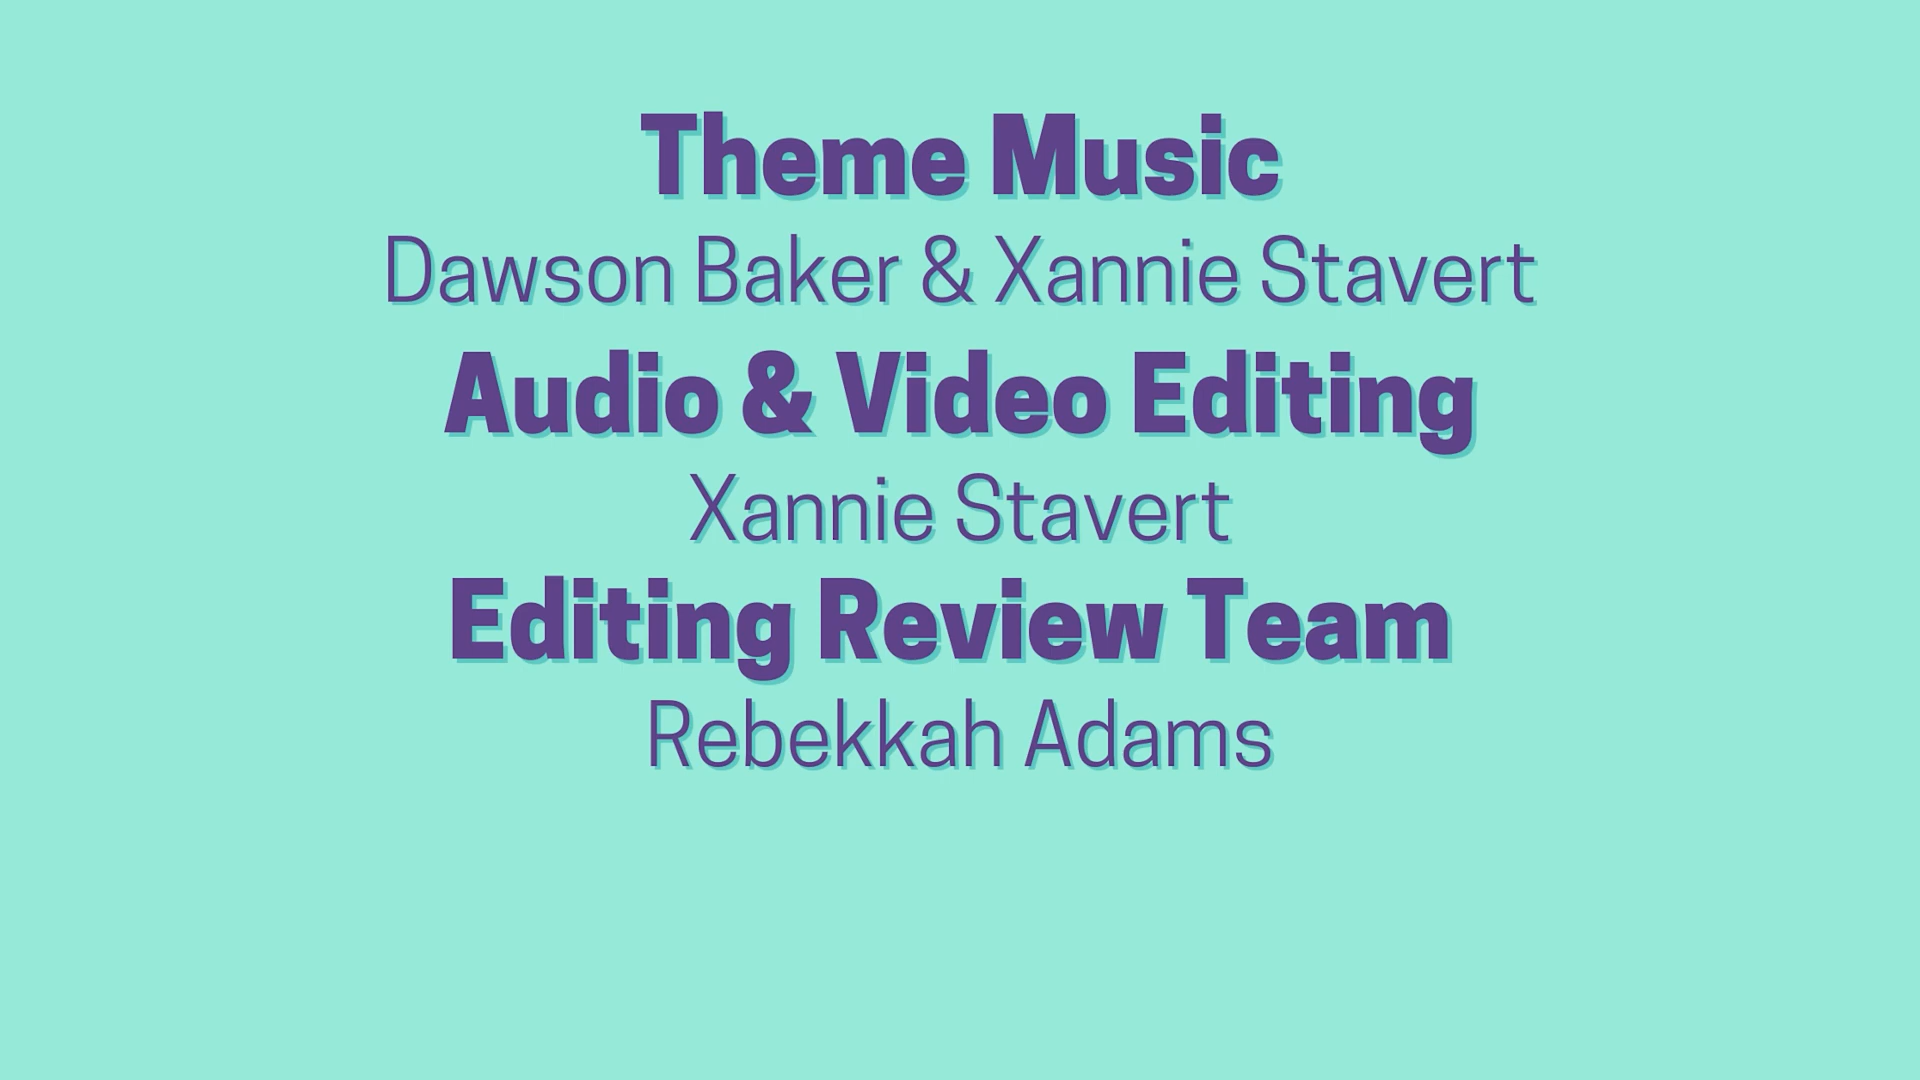 Theme Music
Dawson Baker & Xannie Stavert
Audio & Video Editing
Xannie Stavert
Editing Review Team
Rebekkah Adams